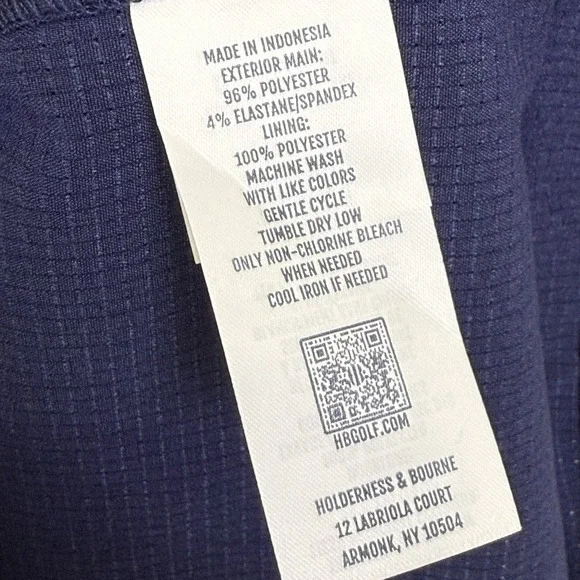 MADE IN INDONESIA
EXTERIOR MAIN:
96% POLYESTER
4% ELASTANE/SPANDEX
LINING:
100% POLYESTER
MACHINE WASH
WITH LIKE COLORS
GENTLE CYCLE
TUMBLE DRY LOW
ONLY NON-CHLORINE BLEACH
WHEN NEEDED
COOL IRON IF NEEDED
HBGOLF.COM
HOLDERNESS & BOURNE
12 LABRIOLA COURT
ARMONK, NY 10504